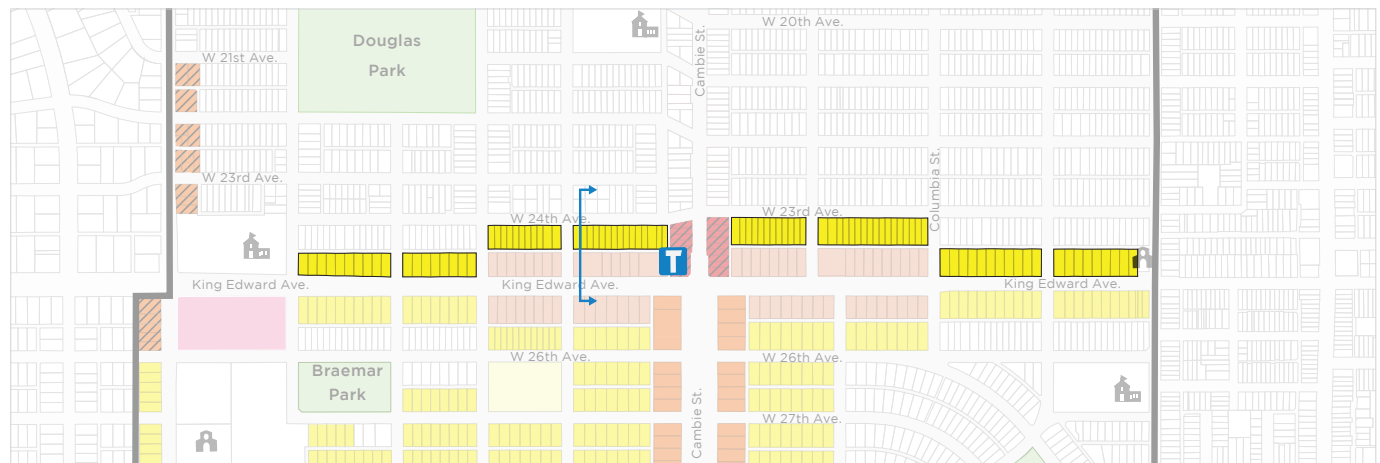 W 20th Ave.
Douglas
Park
Cambie St.
W 21st Ave.
W 23rd Ave.
Columbia St.
W 24th Ave.
W 23rd Ave.
T
King Edward Ave.
King Edward Ave.
King Edward Ave.
W 26th Ave.
W 26th Ave.
Braemar
Park
Cambie St.
W 27th Ave.